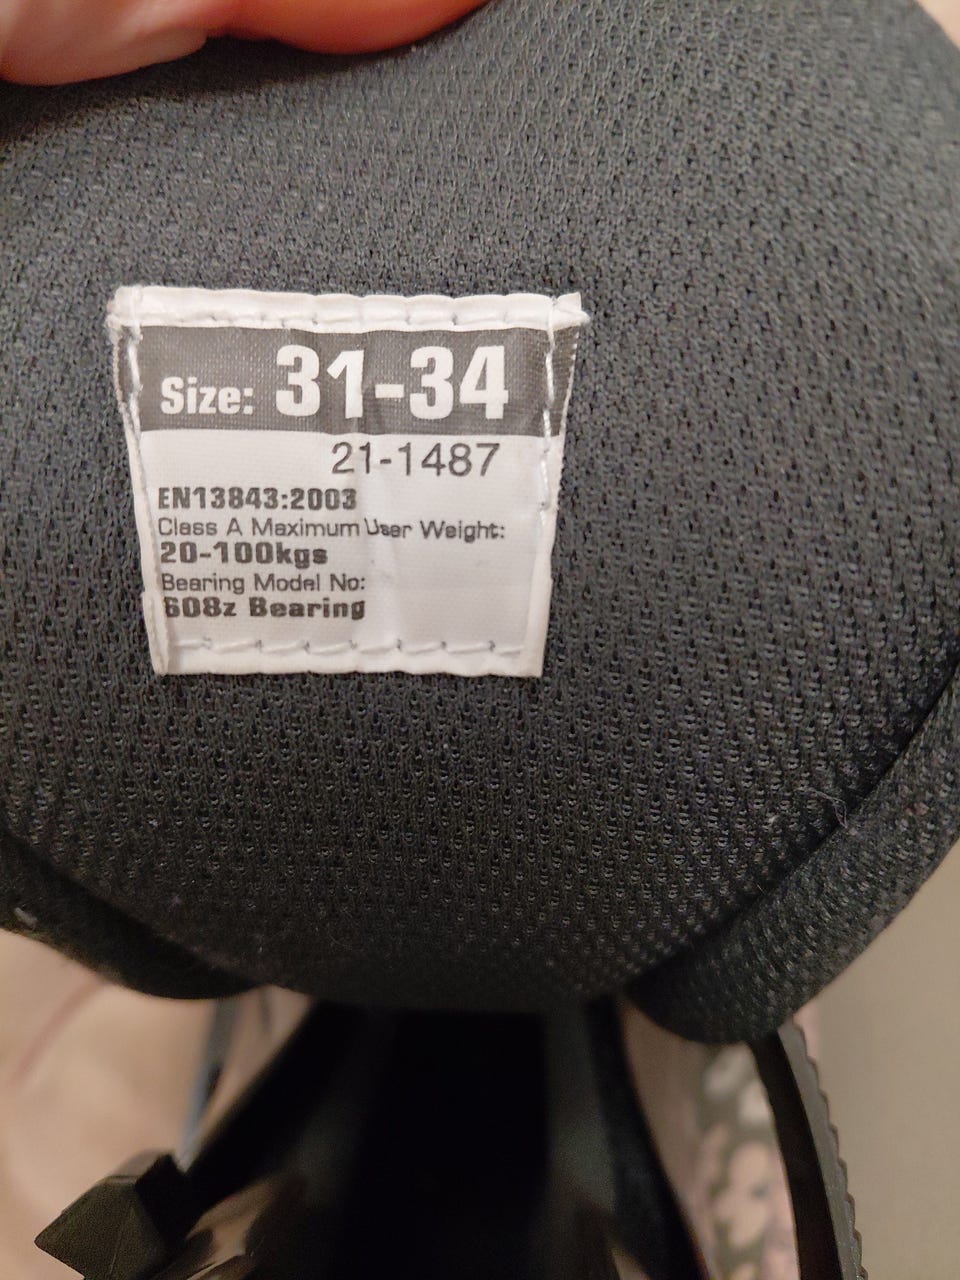 Size: 31-34
21-1487
EN13843:2003
Class A Maximum User Weight:
20-100kgs
Bearing Model No:
608z Bearing